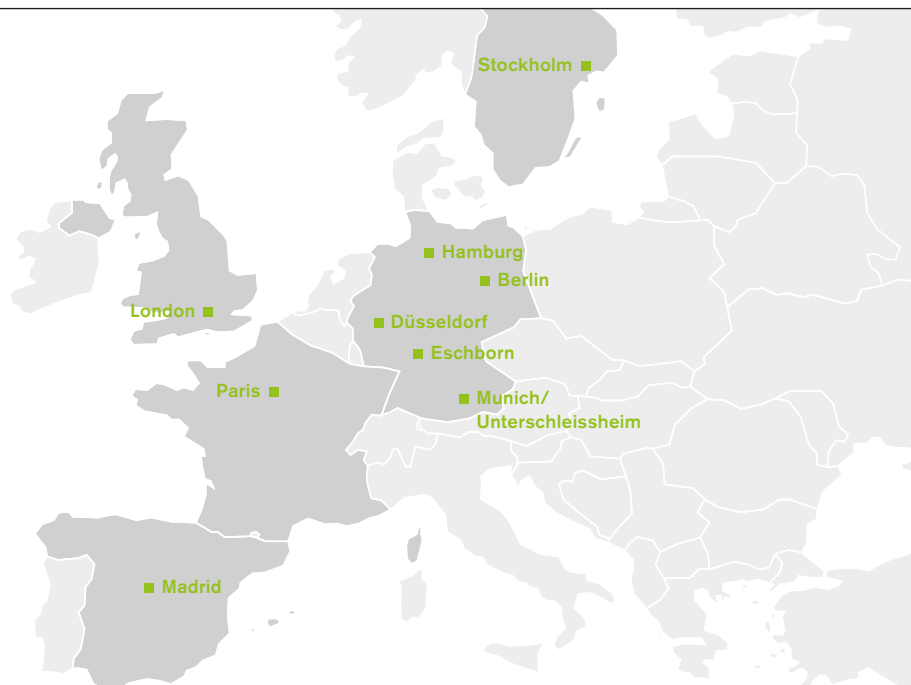 Stockholm
Hamburg
Berlin
London
Düsseldorf
Eschborn
Paris
Munich/
Unterschleissheim
Madrid